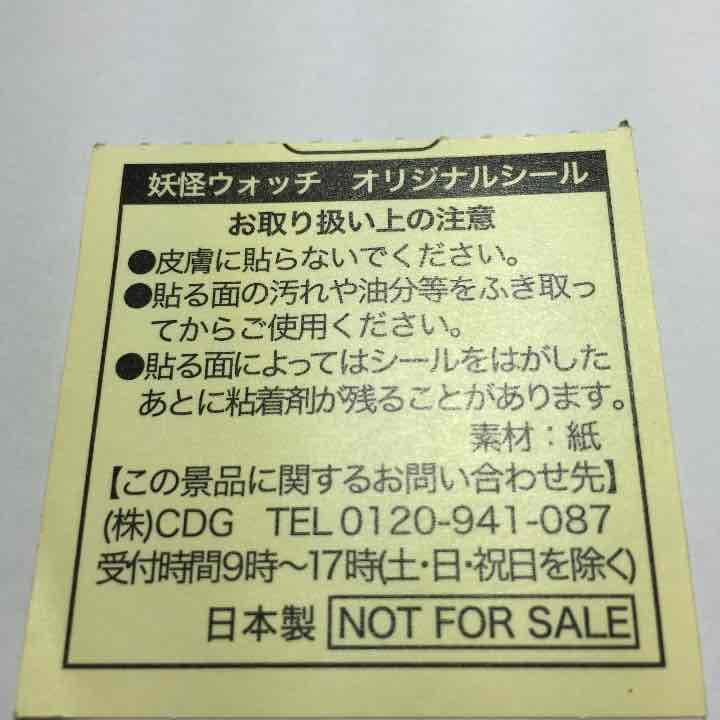 妖怪ウォッチ　オリジナルシール
お取り扱い上の注意
●皮膚に貼らないでください。
●貼る面の汚れや油分等をふき取っ
てからご使用ください。
●貼る面によってはシールをはがした
あとに粘着剤が残ることがあります。
素材：紙
【この景品に関するお問い合わせ先】
(株)CDG　TEL 0120-941-087
受付時間9時～17時(土・日・祝日を除く)
日本製 NOT FOR SALE